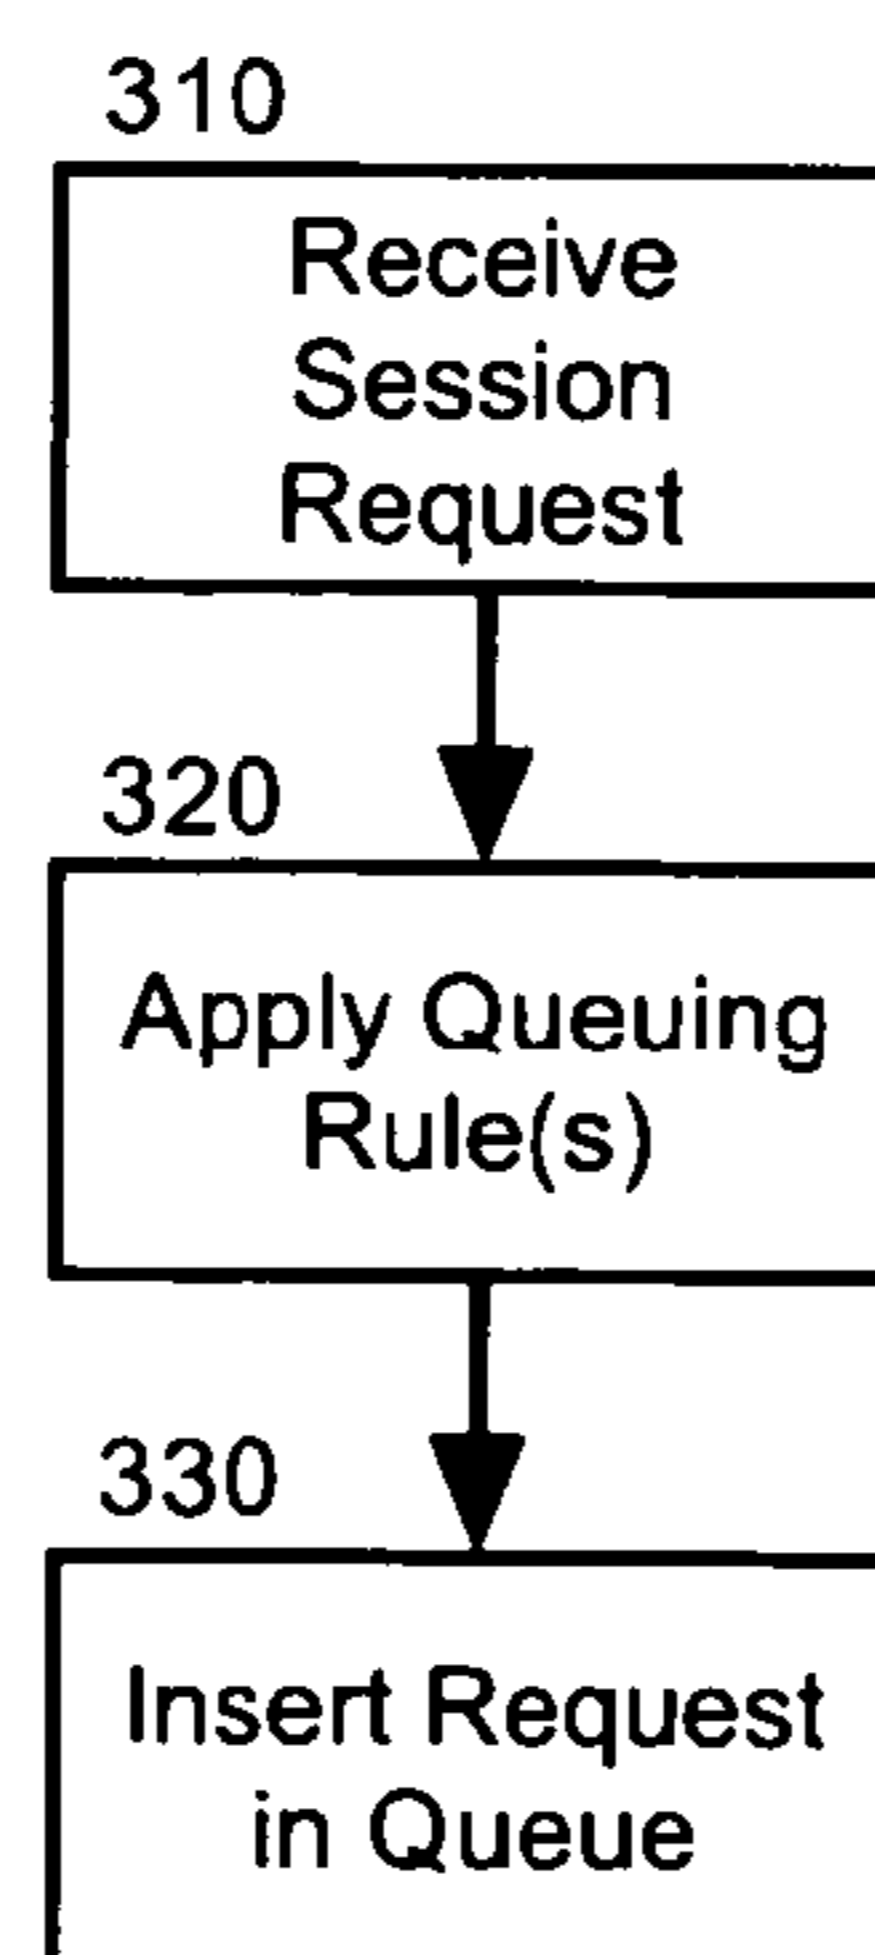 310
Receive
Session
Request
320
Apply Queuing
Rule(s)
330
Insert Request
in Queue